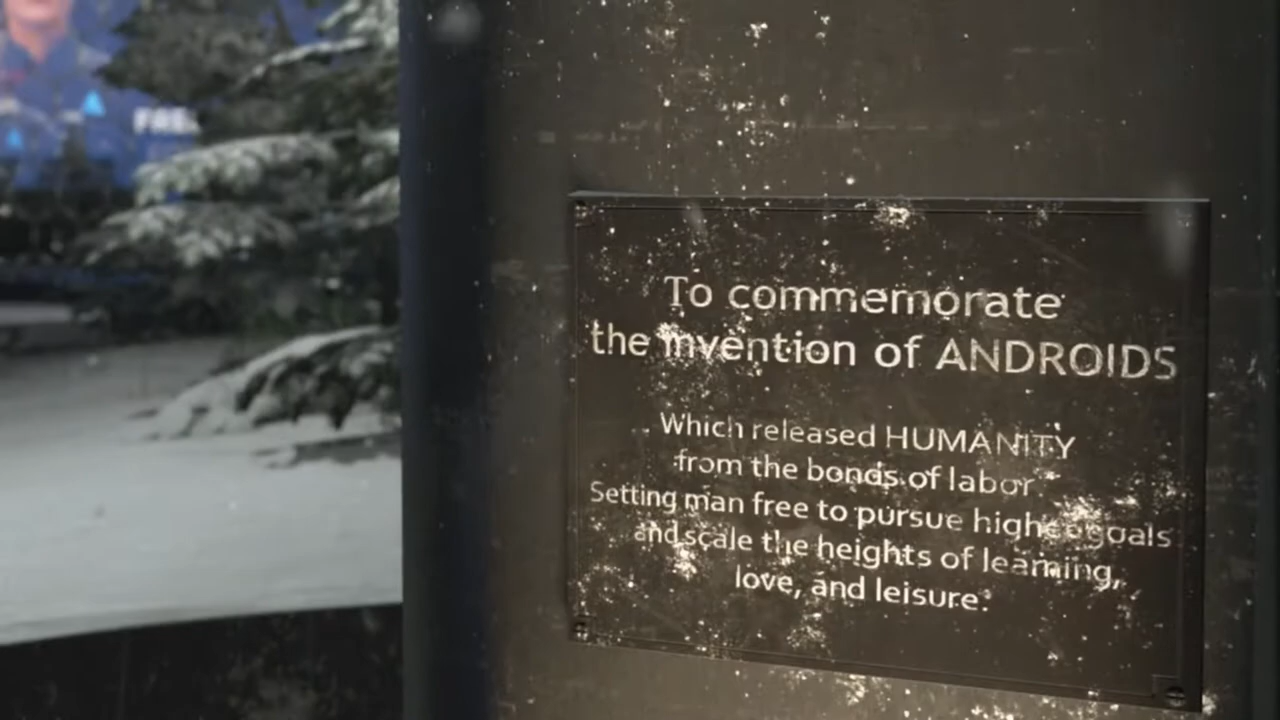 FRE
To commemorate
the invention of ANDROIDS
Which released HUMANITY
from the bonds of labor
Setting man free to pursue higher goals
and scale the heights of learning,
love, and leisure.